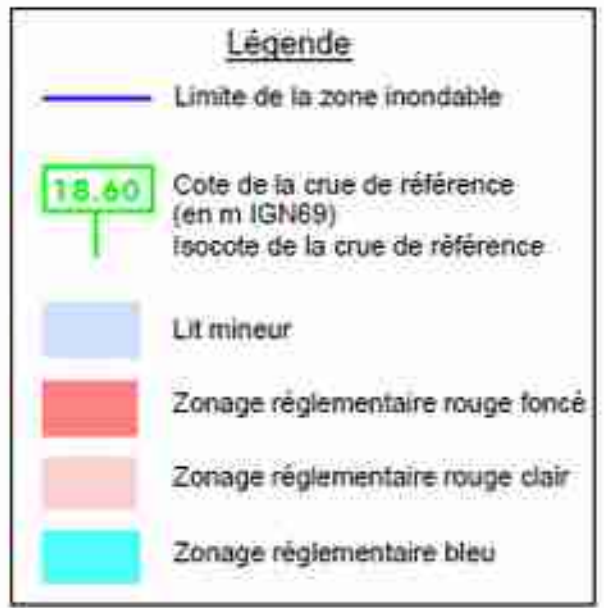 Légende
Limite de la zone inondable
18.60
Cote de la crue de référence
(en m IGN69)
Isocote de la crue de référence
Lit mineur
Zonage réglementaire rouge foncé
Zonage réglementaire rouge clair
Zonage réglementaire bleu